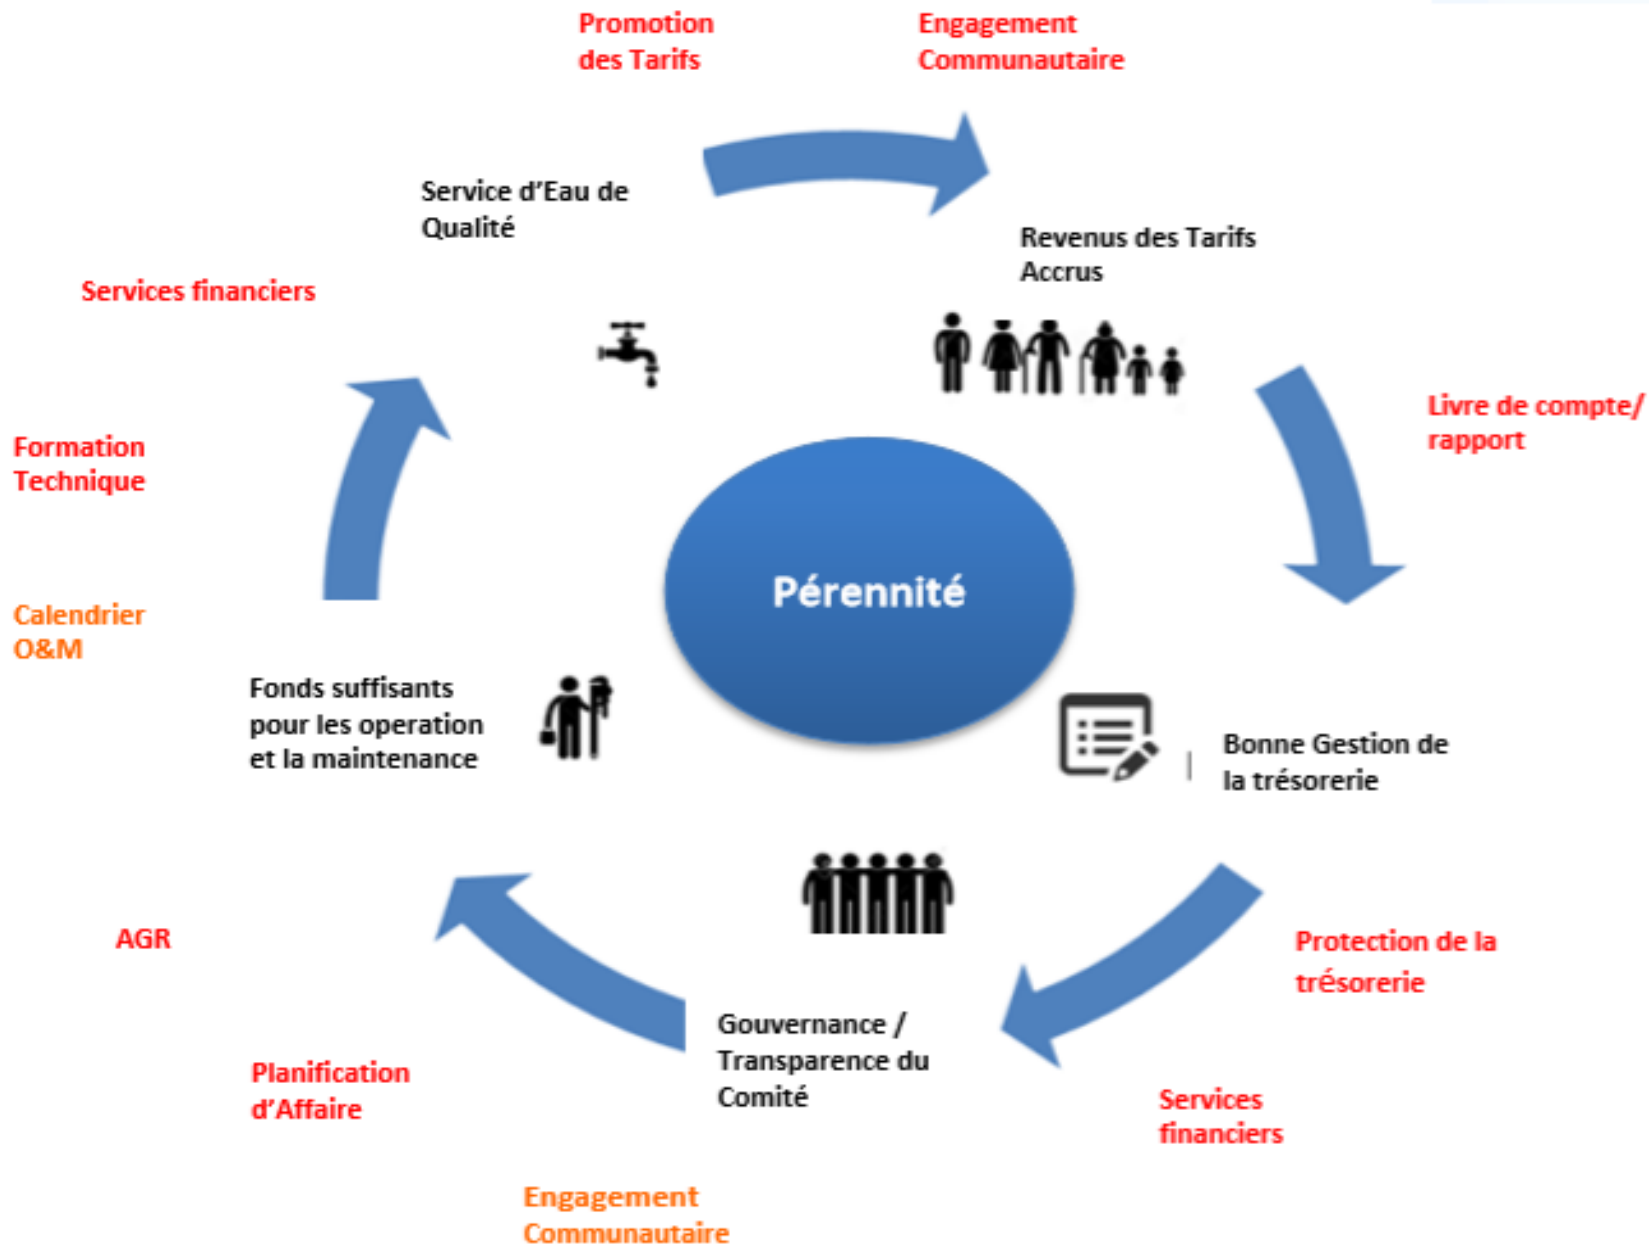 Promotion
des Tarifs
Engagement
Communautaire
Service d'Eau de
Qualité
Revenus des Tarifs
Accrus
Services financiers
Livre de compte/
rapport
Formation
Technique
Pérennité
Calendrier
O&M
Fonds suffisants
pour les operation
et la maintenance
Bonne Gestion de
la trésorerie
AGR
Protection de la
trÉsorerie
Gouvernance /
Transparence du
Comité
Planification
d'Affaire
Services
financiers
Engagement
Communautaire